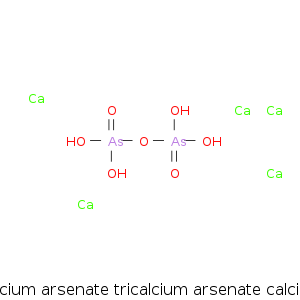 Ca
O OH Ca Ca
HO As O As OH
OH O Ca
Ca
cium arsenate tricalcium arsenate calci